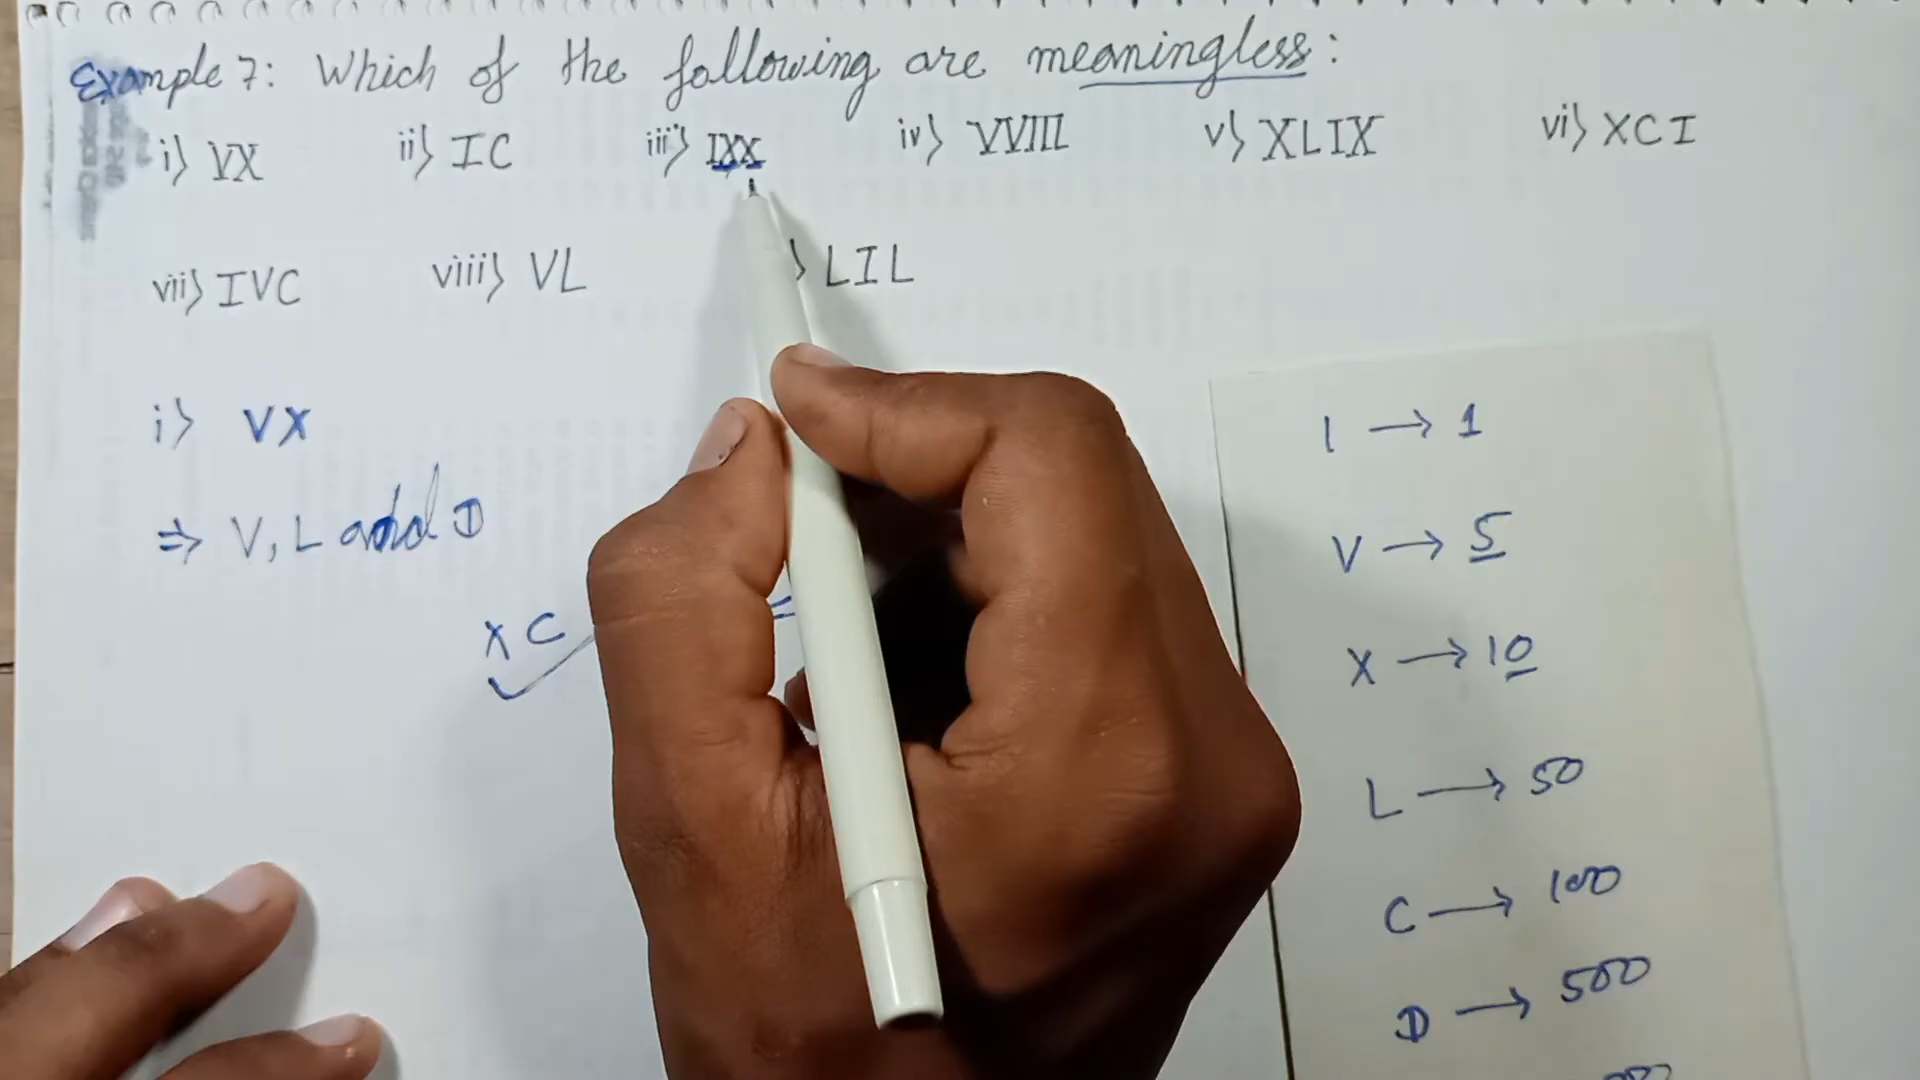 Example 7: Which of the following are meaningless:
i) VX ii) IC iii) IXX iv) VVIII v) XLIX vi) XCI
vii) IVC viii) VL ) LIL
i) VX
⇒ V, L and D
XC ✓ =
I → 1
V → 5
X → 10
L → 50
C → 100
D → 500